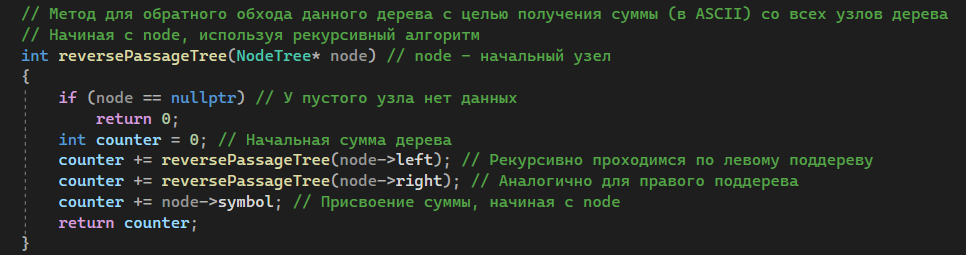 // Метод для обратного обхода данного дерева с целью получения суммы (в ASCII) со всех узлов дерева
// Начиная с node, используя рекурсивный алгоритм
int reversePassageTree(NodeTree* node) // node – начальный узел
{
    if (node == nullptr) // У пустого узла нет данных
        return 0;
    int counter = 0; // Начальная сумма дерева
    counter += reversePassageTree(node->left); // Рекурсивно проходимся по левому поддереву
    counter += reversePassageTree(node->right); // Аналогично для правого поддерева
    counter += node->symbol; // Присвоение суммы, начиная с node
    return counter;
}